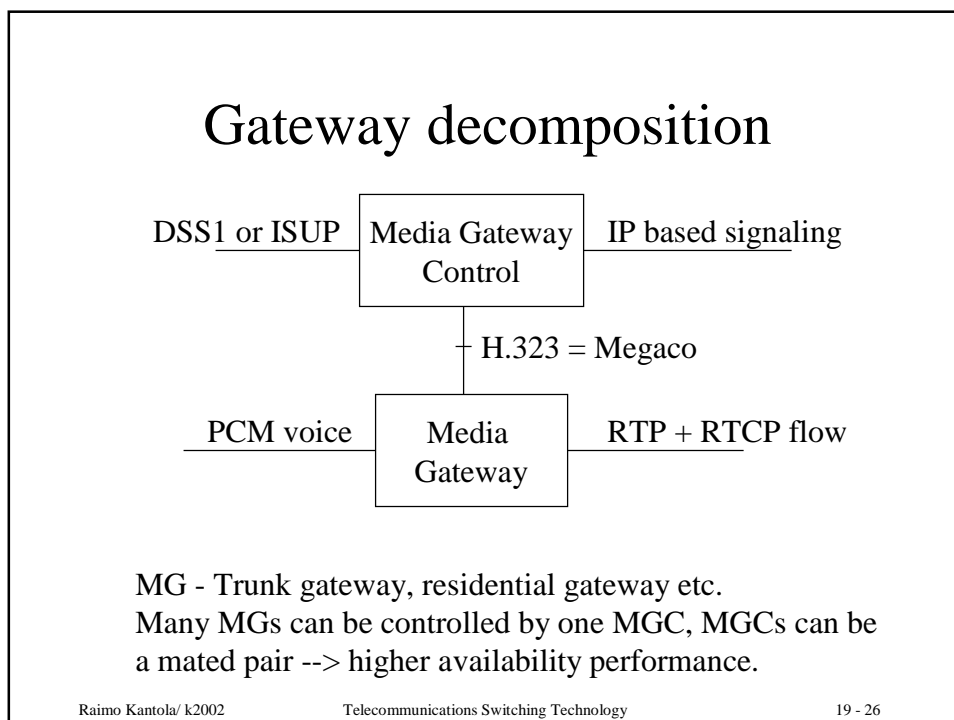 Gateway decomposition
DSS1 or ISUP
Media Gateway
Control
IP based signaling
H.323 = Megaco
PCM voice
Media
Gateway
RTP + RTCP flow
MG - Trunk gateway, residential gateway etc.
Many MGs can be controlled by one MGC, MGCs can be
a mated pair --> higher availability performance.
Raimo Kantola/ k2002
Telecommunications Switching Technology
19 - 26